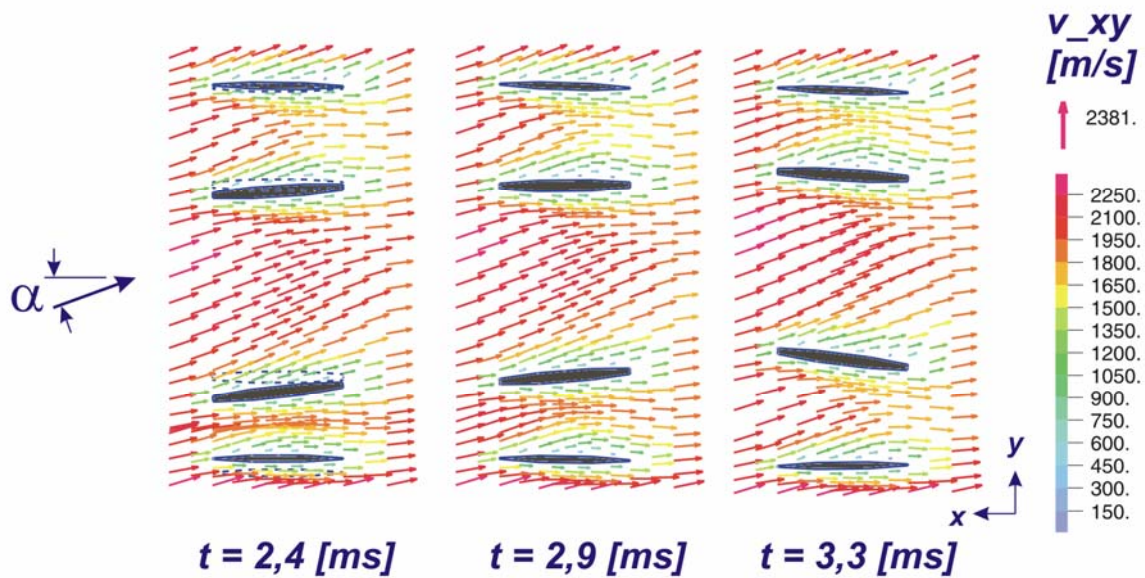 v_xy
[m/s]
2381.
2250.
2100.
1950.
1800.
1650.
1500.
1350.
1200.
1050.
900.
750.
600.
450.
300.
150.
α
y
x
t = 2,4 [ms]
t = 2,9 [ms]
t = 3,3 [ms]